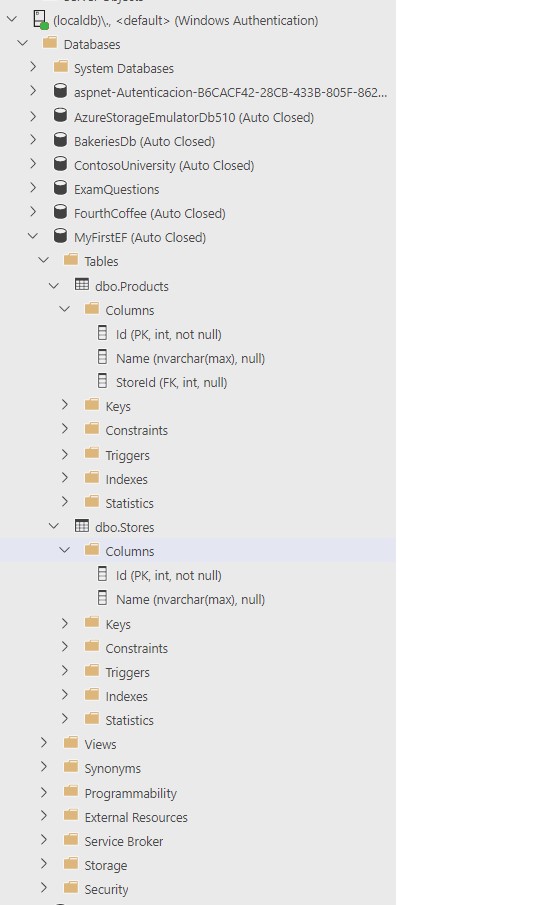 Server Objects
(localdb)\., <default> (Windows Authentication)
Databases
System Databases
aspnet-Autenticacion-B6CACF42-28CB-433B-805F-862...
AzureStorageEmulatorDb510 (Auto Closed)
BakeriesDb (Auto Closed)
ContosoUniversity (Auto Closed)
ExamQuestions
FourthCoffee (Auto Closed)
MyFirstEF (Auto Closed)
Tables
dbo.Products
Columns
Id (PK, int, not null)
Name (nvarchar(max), null)
StoreId (FK, int, null)
Keys
Constraints
Triggers
Indexes
Statistics
dbo.Stores
Columns
Id (PK, int, not null)
Name (nvarchar(max), null)
Keys
Constraints
Triggers
Indexes
Statistics
Views
Synonyms
Programmability
External Resources
Service Broker
Storage
Security